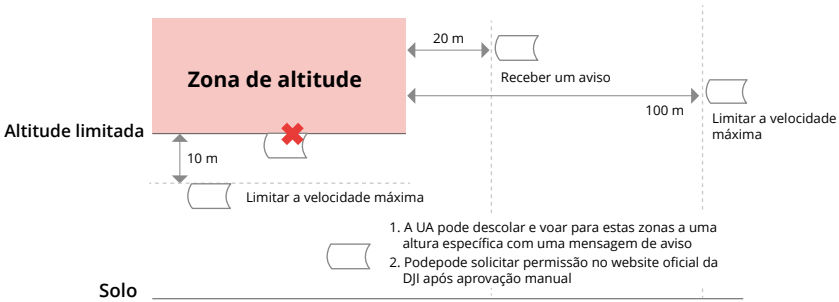 20 m
Receber um aviso
Zona de altitude
100 m
Limitar a velocidade
máxima
Altitude limitada
10 m
Limitar a velocidade máxima
1. A UA pode descolar e voar para estas zonas a uma
altura específica com uma mensagem de aviso
2. Podepode solicitar permissão no website oficial da
DJI após aprovação manual
Solo